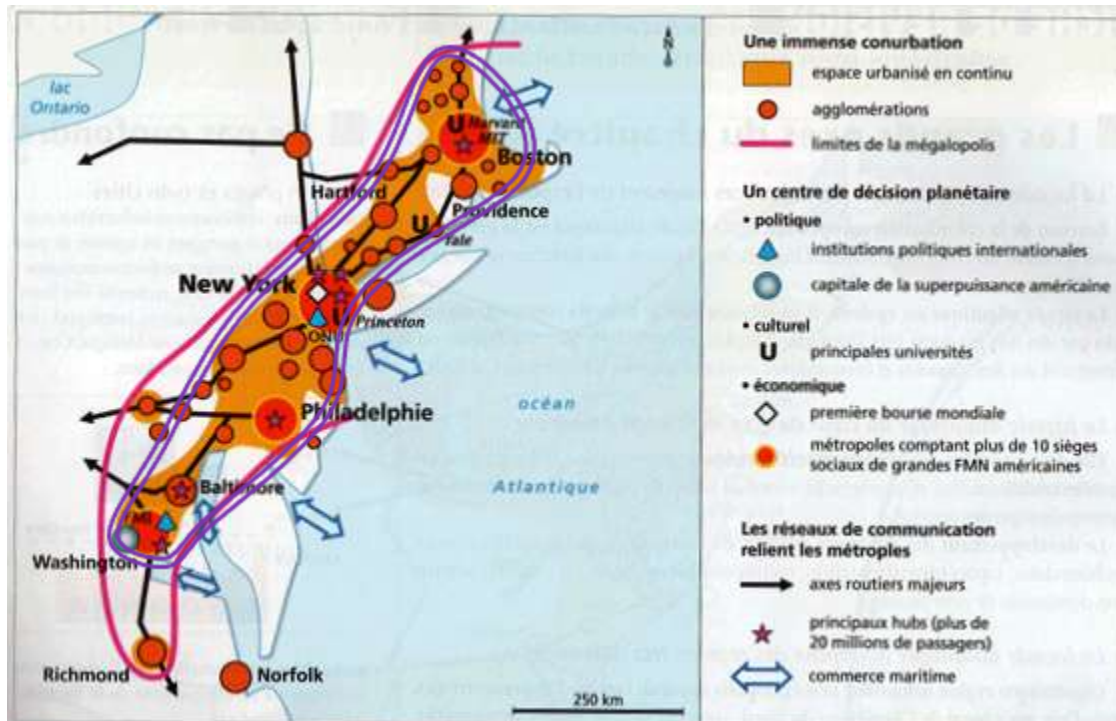 lac
Ontario
N
U
Harvard
MIT
Boston
Hartford
Providence
U
Yale
New York
U
Princeton
ONU
Philadelphie
océan
Atlantique
Baltimore
FMI
Washington
Richmond
Norfolk
250 km
Une immense conurbation
espace urbanisé en continu
agglomérations
limites de la mégalopolis
Un centre de décision planétaire
• politique
institutions politiques internationales
capitale de la superpuissance américaine
• culturel
U
principales universités
• économique
première bourse mondiale
métropoles comptant plus de 10 sièges
sociaux de grandes FMN américaines
Les réseaux de communication
relient les métroples
axes routiers majeurs
principaux hubs (plus de
20 millions de passagers)
commerce maritime